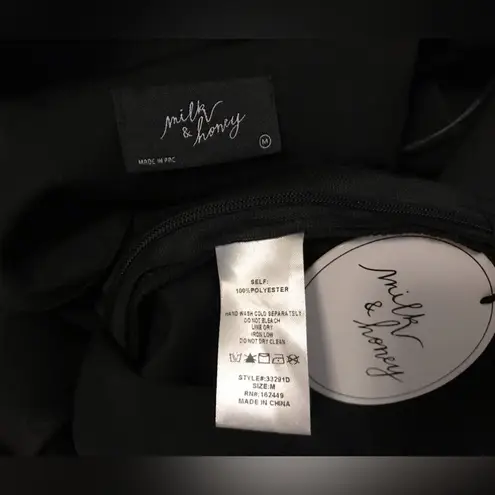 milk
& honey
M
MADE IN PRC
SELF:
100%POLYESTER
HAND WASH COLD SEPARATELY
DO NOT BLEACH
LINE DRY
IRON LOW
DO NOT DRY CLEAN
STYLE#:33291D
SIZE:M
RN#:162449
MADE IN CHINA
milk
& honey